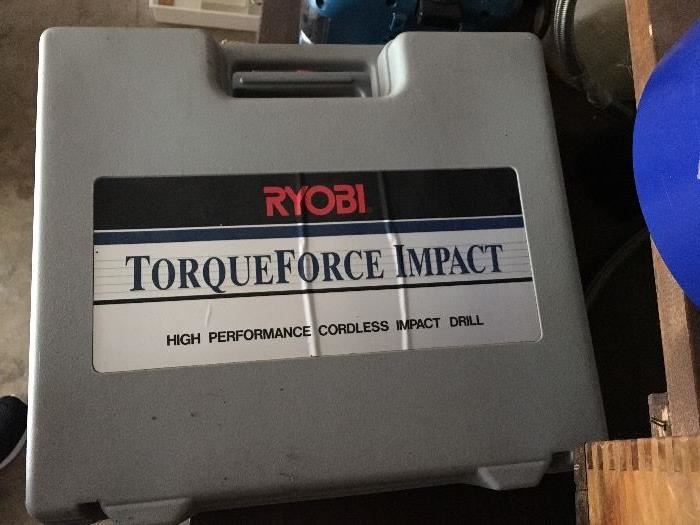 RYOBI
TORQUEFORCE IMPACT
HIGH PERFORMANCE CORDLESS IMPACT DRILL